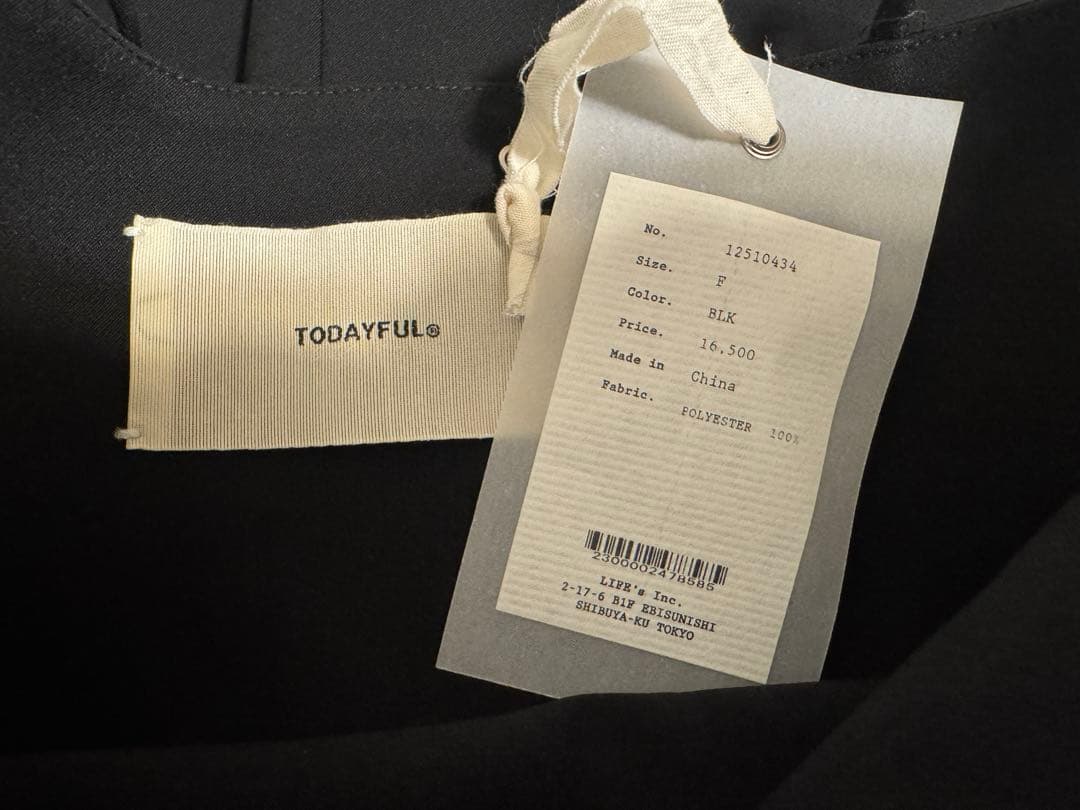 TODAYFUL®
No. 12510434
Size. F
Color. BLK
Price. 16,500
Made in China
Fabric. POLYESTER 100%
2300002478585
LIFE's Inc.
2-17-6 B1F EBISUNISHI
SHIBUYA-KU TOKYO